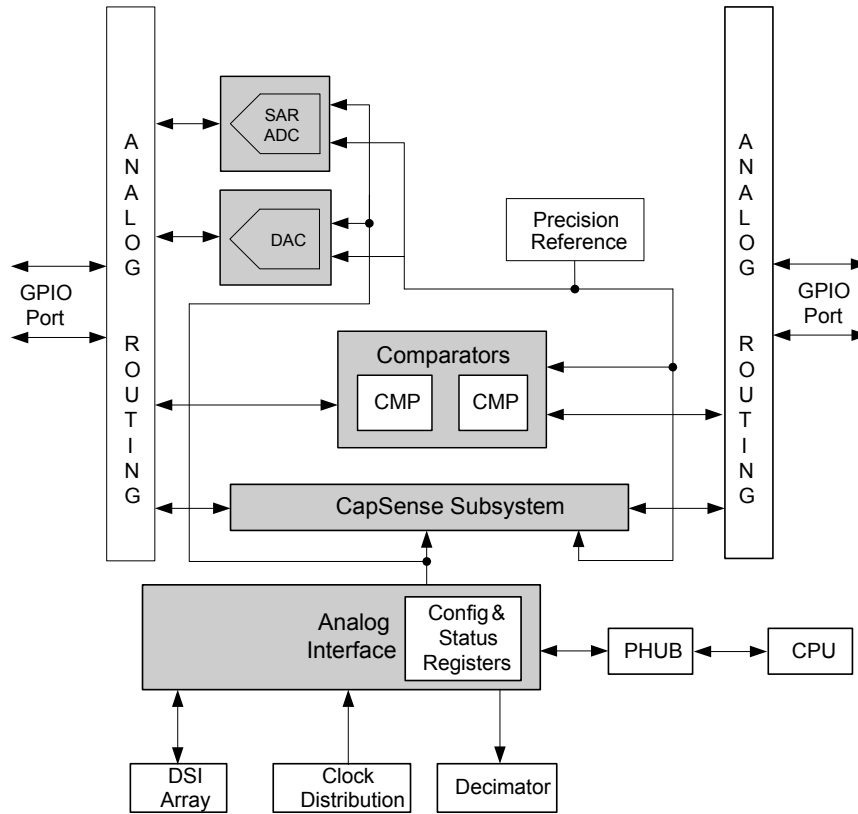 ANALOG ROUTING
SAR
ADC
DAC
GPIO
Port
Precision
Reference
ANALOG ROUTING
GPIO
Port
Comparators
CMP
CMP
CapSense Subsystem
Analog
Interface
Config &
Status
Registers
PHUB
CPU
DSI
Array
Clock
Distribution
Decimator